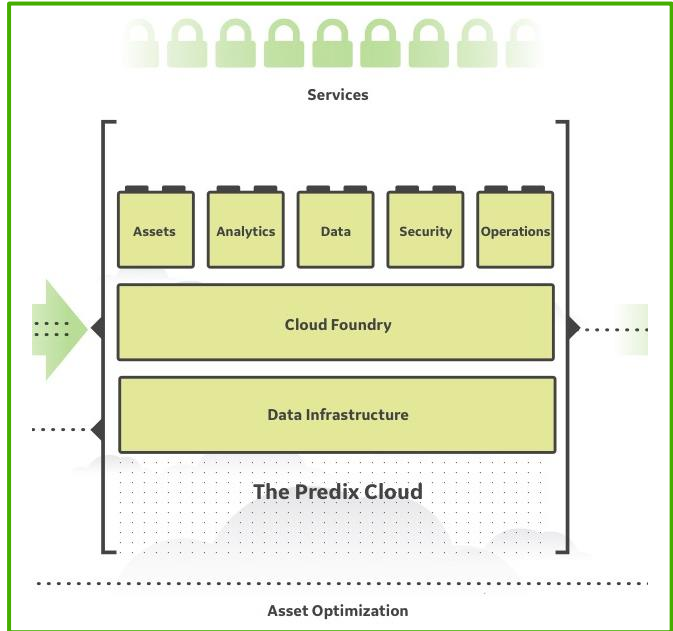 Services
Assets
Analytics
Data
Security
Operations
Cloud Foundry
Data Infrastructure
The Predix Cloud
Asset Optimization